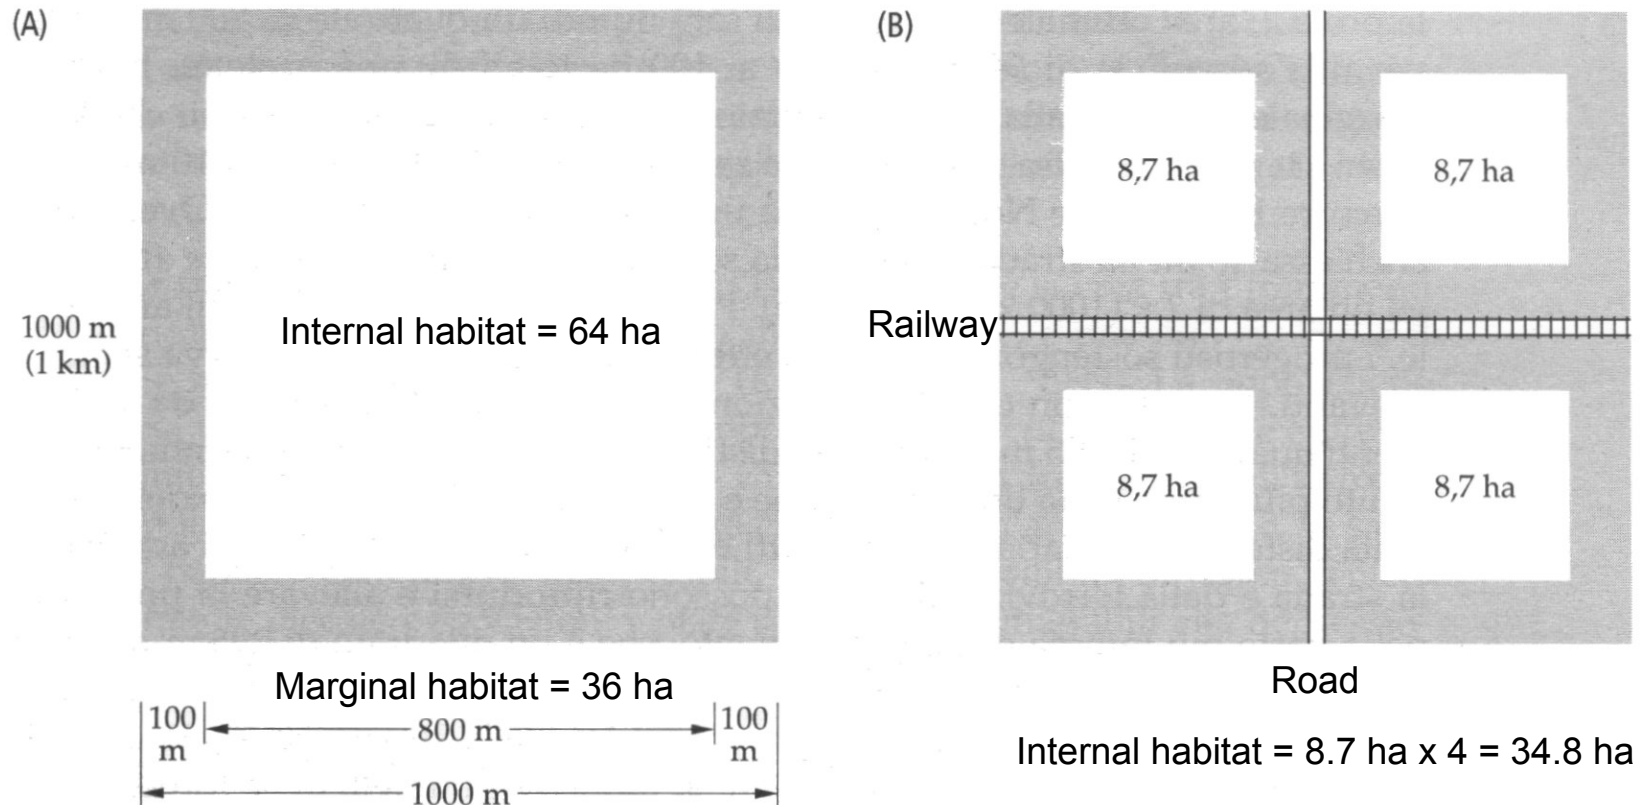 (A)
1000 m
(1 km)
Internal habitat = 64 ha
Marginal habitat = 36 ha
100
m
800 m
100
m
1000 m
(B)
8,7 ha
8,7 ha
Railway
8,7 ha
8,7 ha
Road
Internal habitat = 8.7 ha x 4 = 34.8 ha